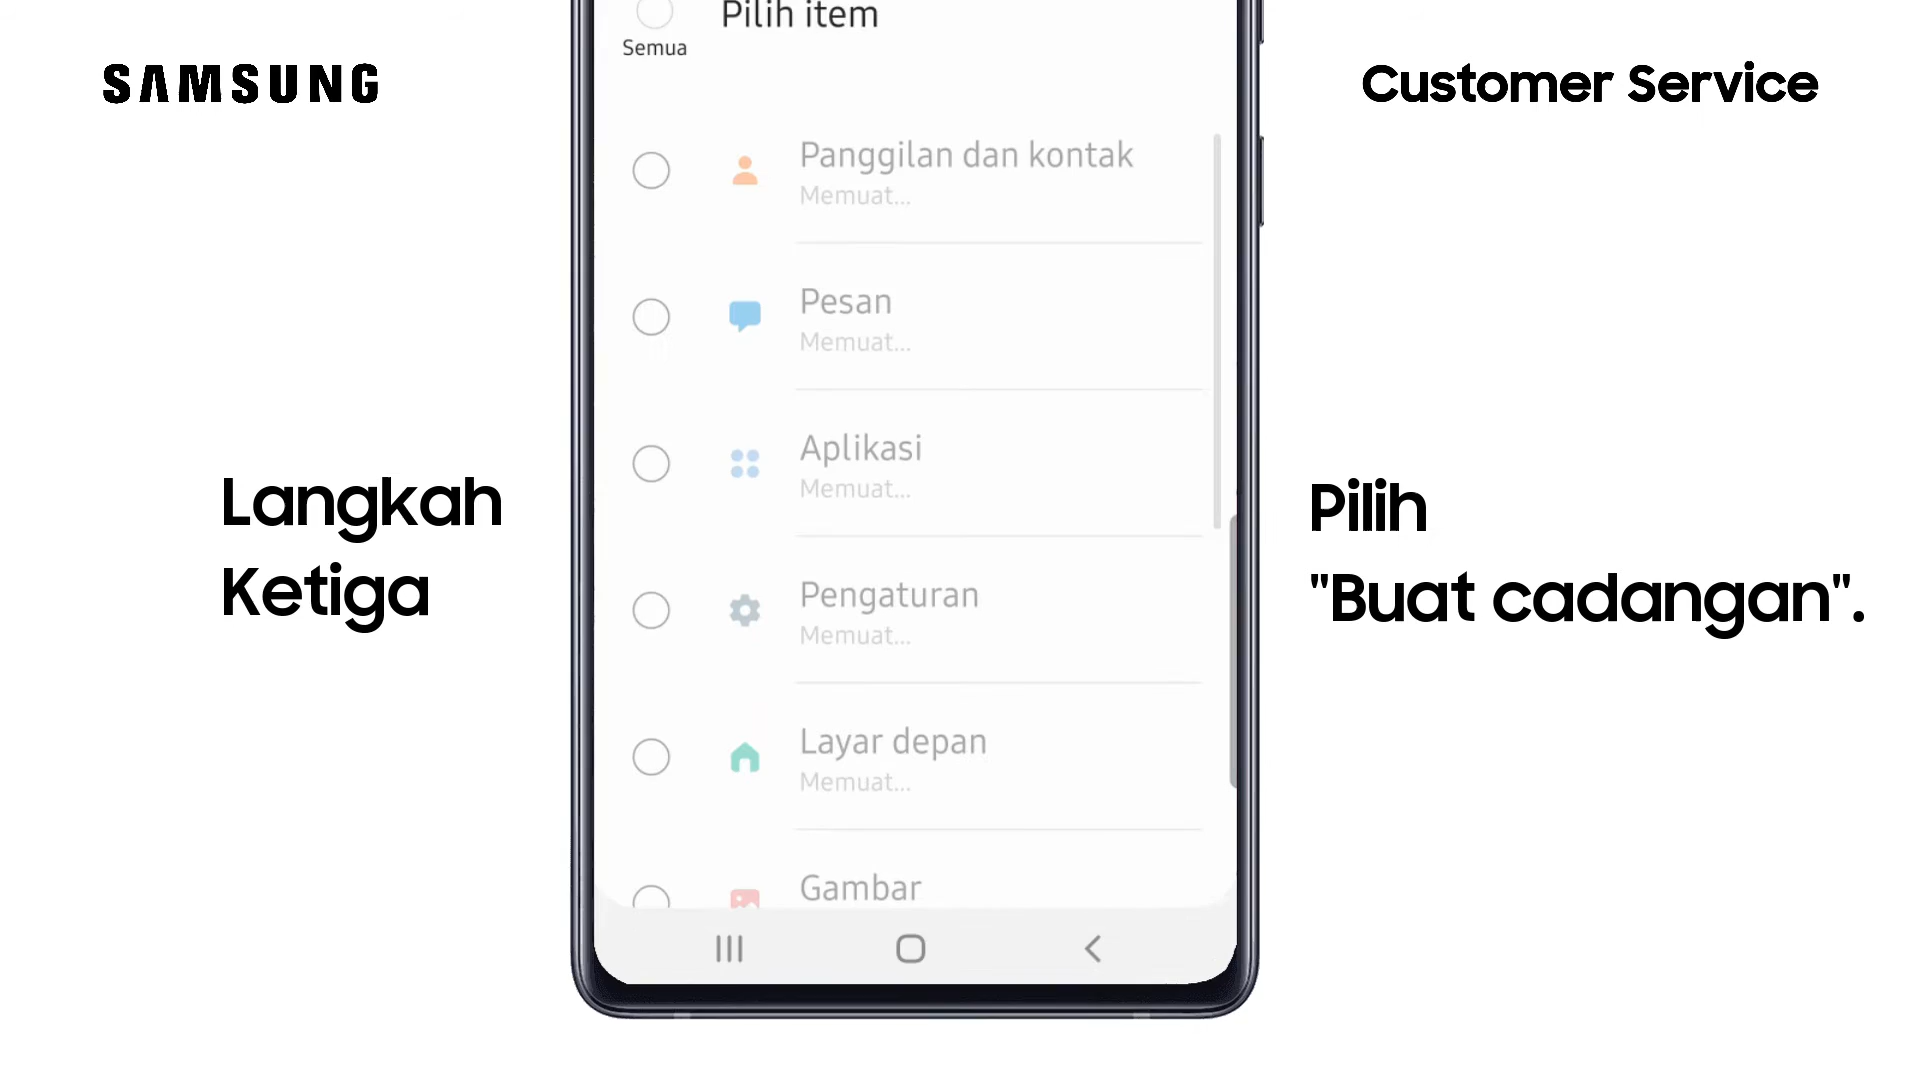 Pilih item
Semua
SAMSUNG
Customer Service
Panggilan dan kontak
Memuat...
Pesan
Memuat...
Aplikasi
Memuat...
Pengaturan
Memuat...
Layar depan
Memuat...
Gambar
Langkah
Ketiga
Pilih
"Buat cadangan".